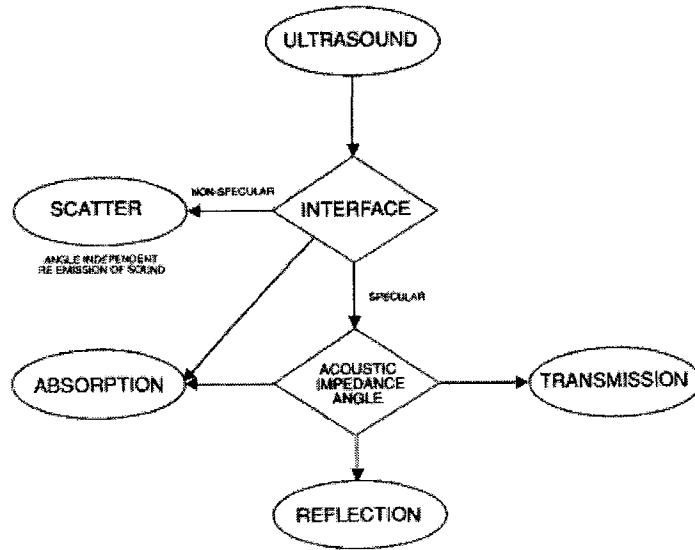 ULTRASOUND
NON-SPECULAR
SCATTER
INTERFACE
ANGLE INDEPENDENT
RE EMISSION OF SOUND
SPECULAR
ABSORPTION
ACOUSTIC
IMPEDANCE
ANGLE
TRANSMISSION
REFLECTION